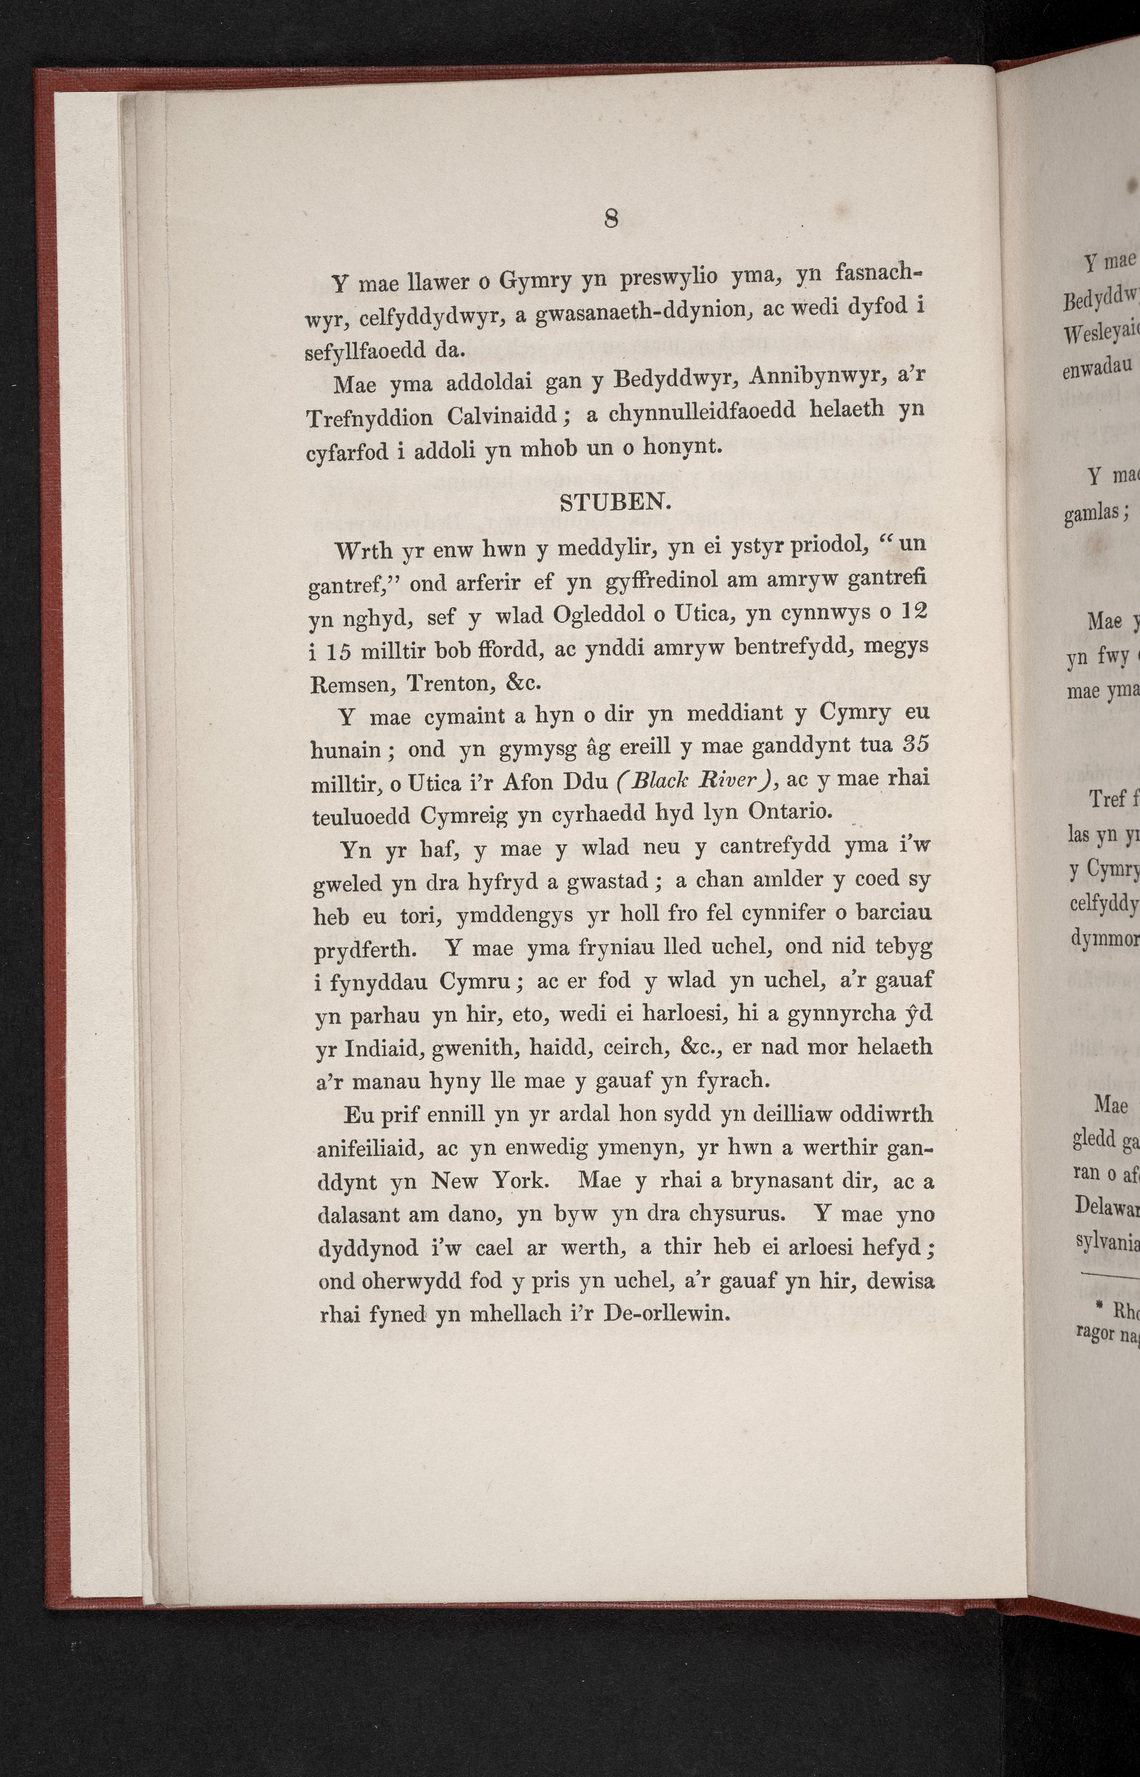 8
Y mae llawer o Gymry yn preswylio yma, yn fasnach-
wyr, celfyddydwyr, a gwasanaeth-ddynion, ac wedi dyfod i
sefyllfaoedd da.
Mae yma addoldai gan y Bedyddwyr, Annibynwyr, a'r
Trefnyddion Calvinaidd; a chynnulleidfaoedd helaeth yn
cyfarfod i addoli yn mhob un o honynt.
STUBEN.
Wrth yr enw hwn y meddylir, yn ei ystyr priodol, “un
gantref,” ond arferir ef yn gyffredinol am amryw gantrefi
yn nghyd, sef y wlad Ogleddol o Utica, yn cynnwys o 12
i 15 milltir bob ffordd, ac ynddi amryw bentrefydd, megys
Remsen, Trenton, &c.
Y mae cymaint a hyn o dir yn meddiant y Cymry eu
hunain; ond yn gymysg âg ereill y mae ganddynt tua 35
milltir, o Utica i'r Afon Ddu (Black River), ac y mae rhai
teuluoedd Cymreig yn cyrhaedd hyd lyn Ontario.
Yn yr haf, y mae y wlad neu y cantrefydd yma i'w
gweled yn dra hyfryd a gwastad; a chan amlder y coed sy
heb eu tori, ymddengys yr holl fro fel cynnifer o barciau
prydferth. Y mae yma fryniau lled uchel, ond nid tebyg
i fynyddau Cymru; ac er fod y wlad yn uchel, a'r gauaf
yn parhau yn hir, eto, wedi ei harloesi, hi a gynnyrcha ŷd
yr Indiaid, gwenith, haidd, ceirch, &c., er nad mor helaeth
a'r manau hyny lle mae y gauaf yn fyrach.
Eu prif ennill yn yr ardal hon sydd yn deilliaw oddiwrth
anifeiliaid, ac yn enwedig ymenyn, yr hwn a werthir gan-
ddynt yn New York. Mae y rhai a brynasant dir, ac a
dalasant am dano, yn byw yn dra chysurus. Y mae yno
dyddynod i'w cael ar werth, a thir heb ei arloesi hefyd;
ond oherwydd fod y pris yn uchel, a'r gauaf yn hir, dewisa
rhai fyned yn mhellach i'r De-orllewin.
Y mae
Wesleyai
enwadau
Y ma
gamlas;
Mae y
yn fwy
mae yma
Tref f
las yn y
y Cymry
celfyddy
dymmor
Mae
gledd ga
ran o af
Delawar
sylvania
* Rh
ragor na